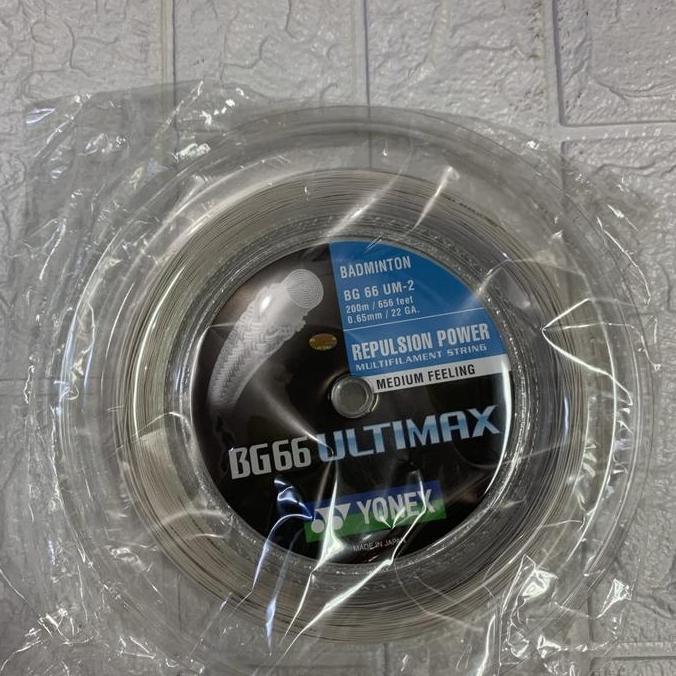 BADMINTON
BG 66 UM-2
200m / 656 feet
0.65mm / 22 GA.
REPULSION POWER
MULTIFILAMENT STRING
MEDIUM FEELING
BG66 ULTIMAX
YONEX
MADE IN JAPAN